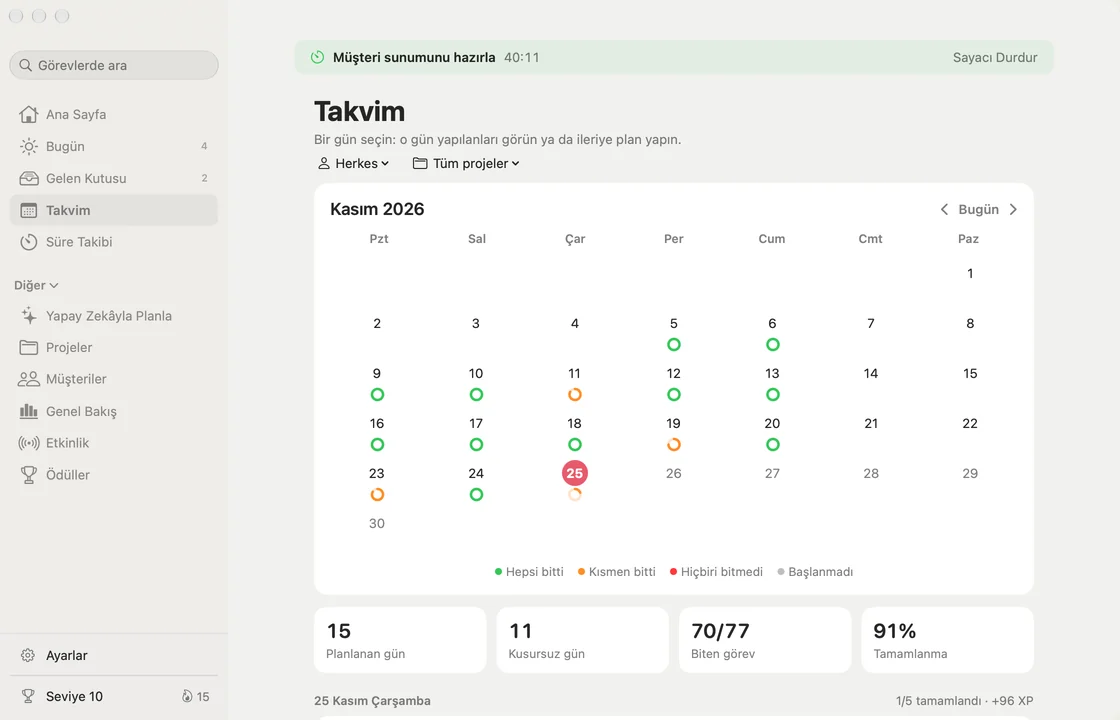 Görevlerde ara
Ana Sayfa
Bugün 4
Gelen Kutusu 2
Takvim
Süre Takibi
Diğer
Yapay Zekâyla Planla
Projeler
Müşteriler
Genel Bakış
Etkinlik
Ödüller
Ayarlar
Seviye 10 15
Müşteri sunumunu hazırla 40:11 Sayacı Durdur
Takvim
Bir gün seçin: o gün yapılanları görün ya da ileriye plan yapın.
Herkes Tüm projeler
Kasım 2026 Bugün
Pzt Sal Çar Per Cum Cmt Paz
1
2 3 4 5 6 7 8
9 10 11 12 13 14 15
16 17 18 19 20 21 22
23 24 25 26 27 28 29
30
Hepsi bitti Kısmen bitti Hiçbiri bitmedi Başlanmadı
15 11 70/77 91%
Planlanan gün Kusursuz gün Biten görev Tamamlanma
25 Kasım Çarşamba 1/5 tamamlandı · +96 XP